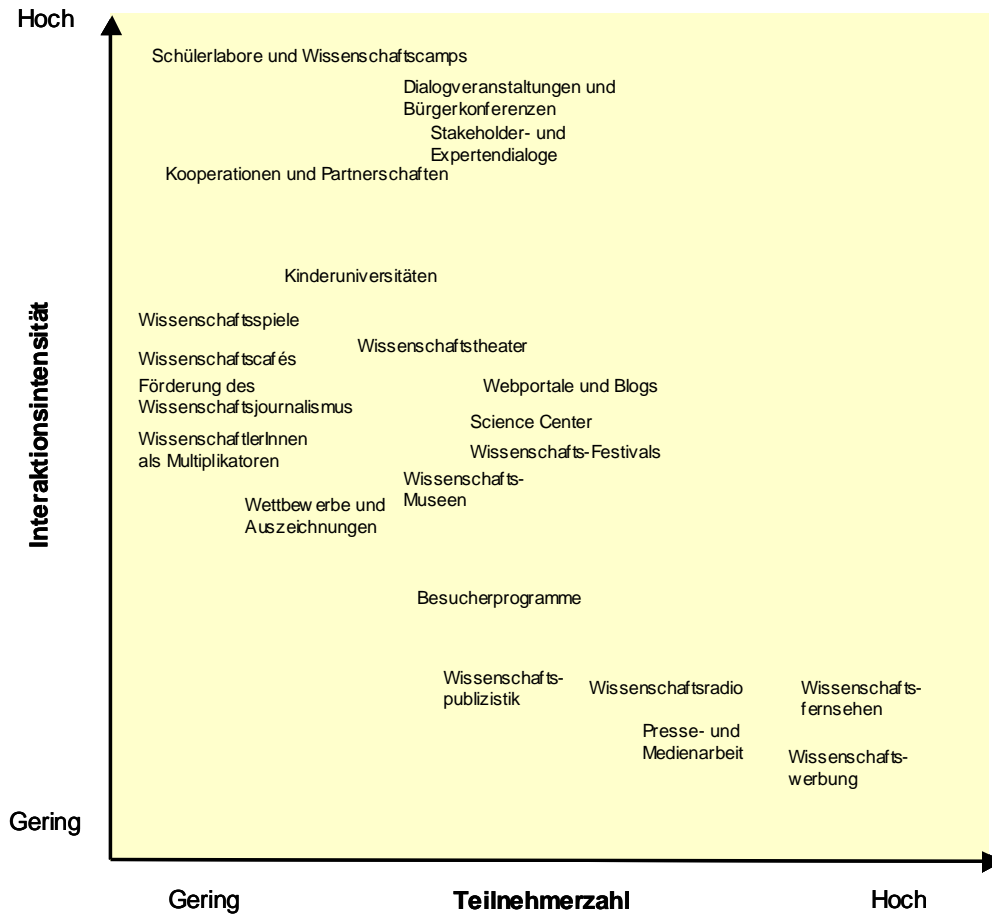 Hoch
Schülerlabore und Wissenschaftscamps
Dialogveranstaltungen und
Bürgerkonferenzen
Stakeholder- und
Expertendialoge
Kooperationen und Partnerschaften
Kinderuniversitäten
Interaktionsintensität
Wissenschaftsspiele
Wissenschaftstheater
Wissenschaftscafés
Förderung des
Wissenschaftsjournalismus
Webportale und Blogs
Science Center
WissenschaftlerInnen
als Multiplikatoren
Wissenschafts-Festivals
Wissenschafts-
Museen
Wettbewerbe und
Auszeichnungen
Besucherprogramme
Wissenschafts-
publizistik
Wissenschaftsradio
Wissenschafts-
fernsehen
Presse- und
Medienarbeit
Wissenschafts-
werbung
Gering
Gering
Teilnehmerzahl
Hoch